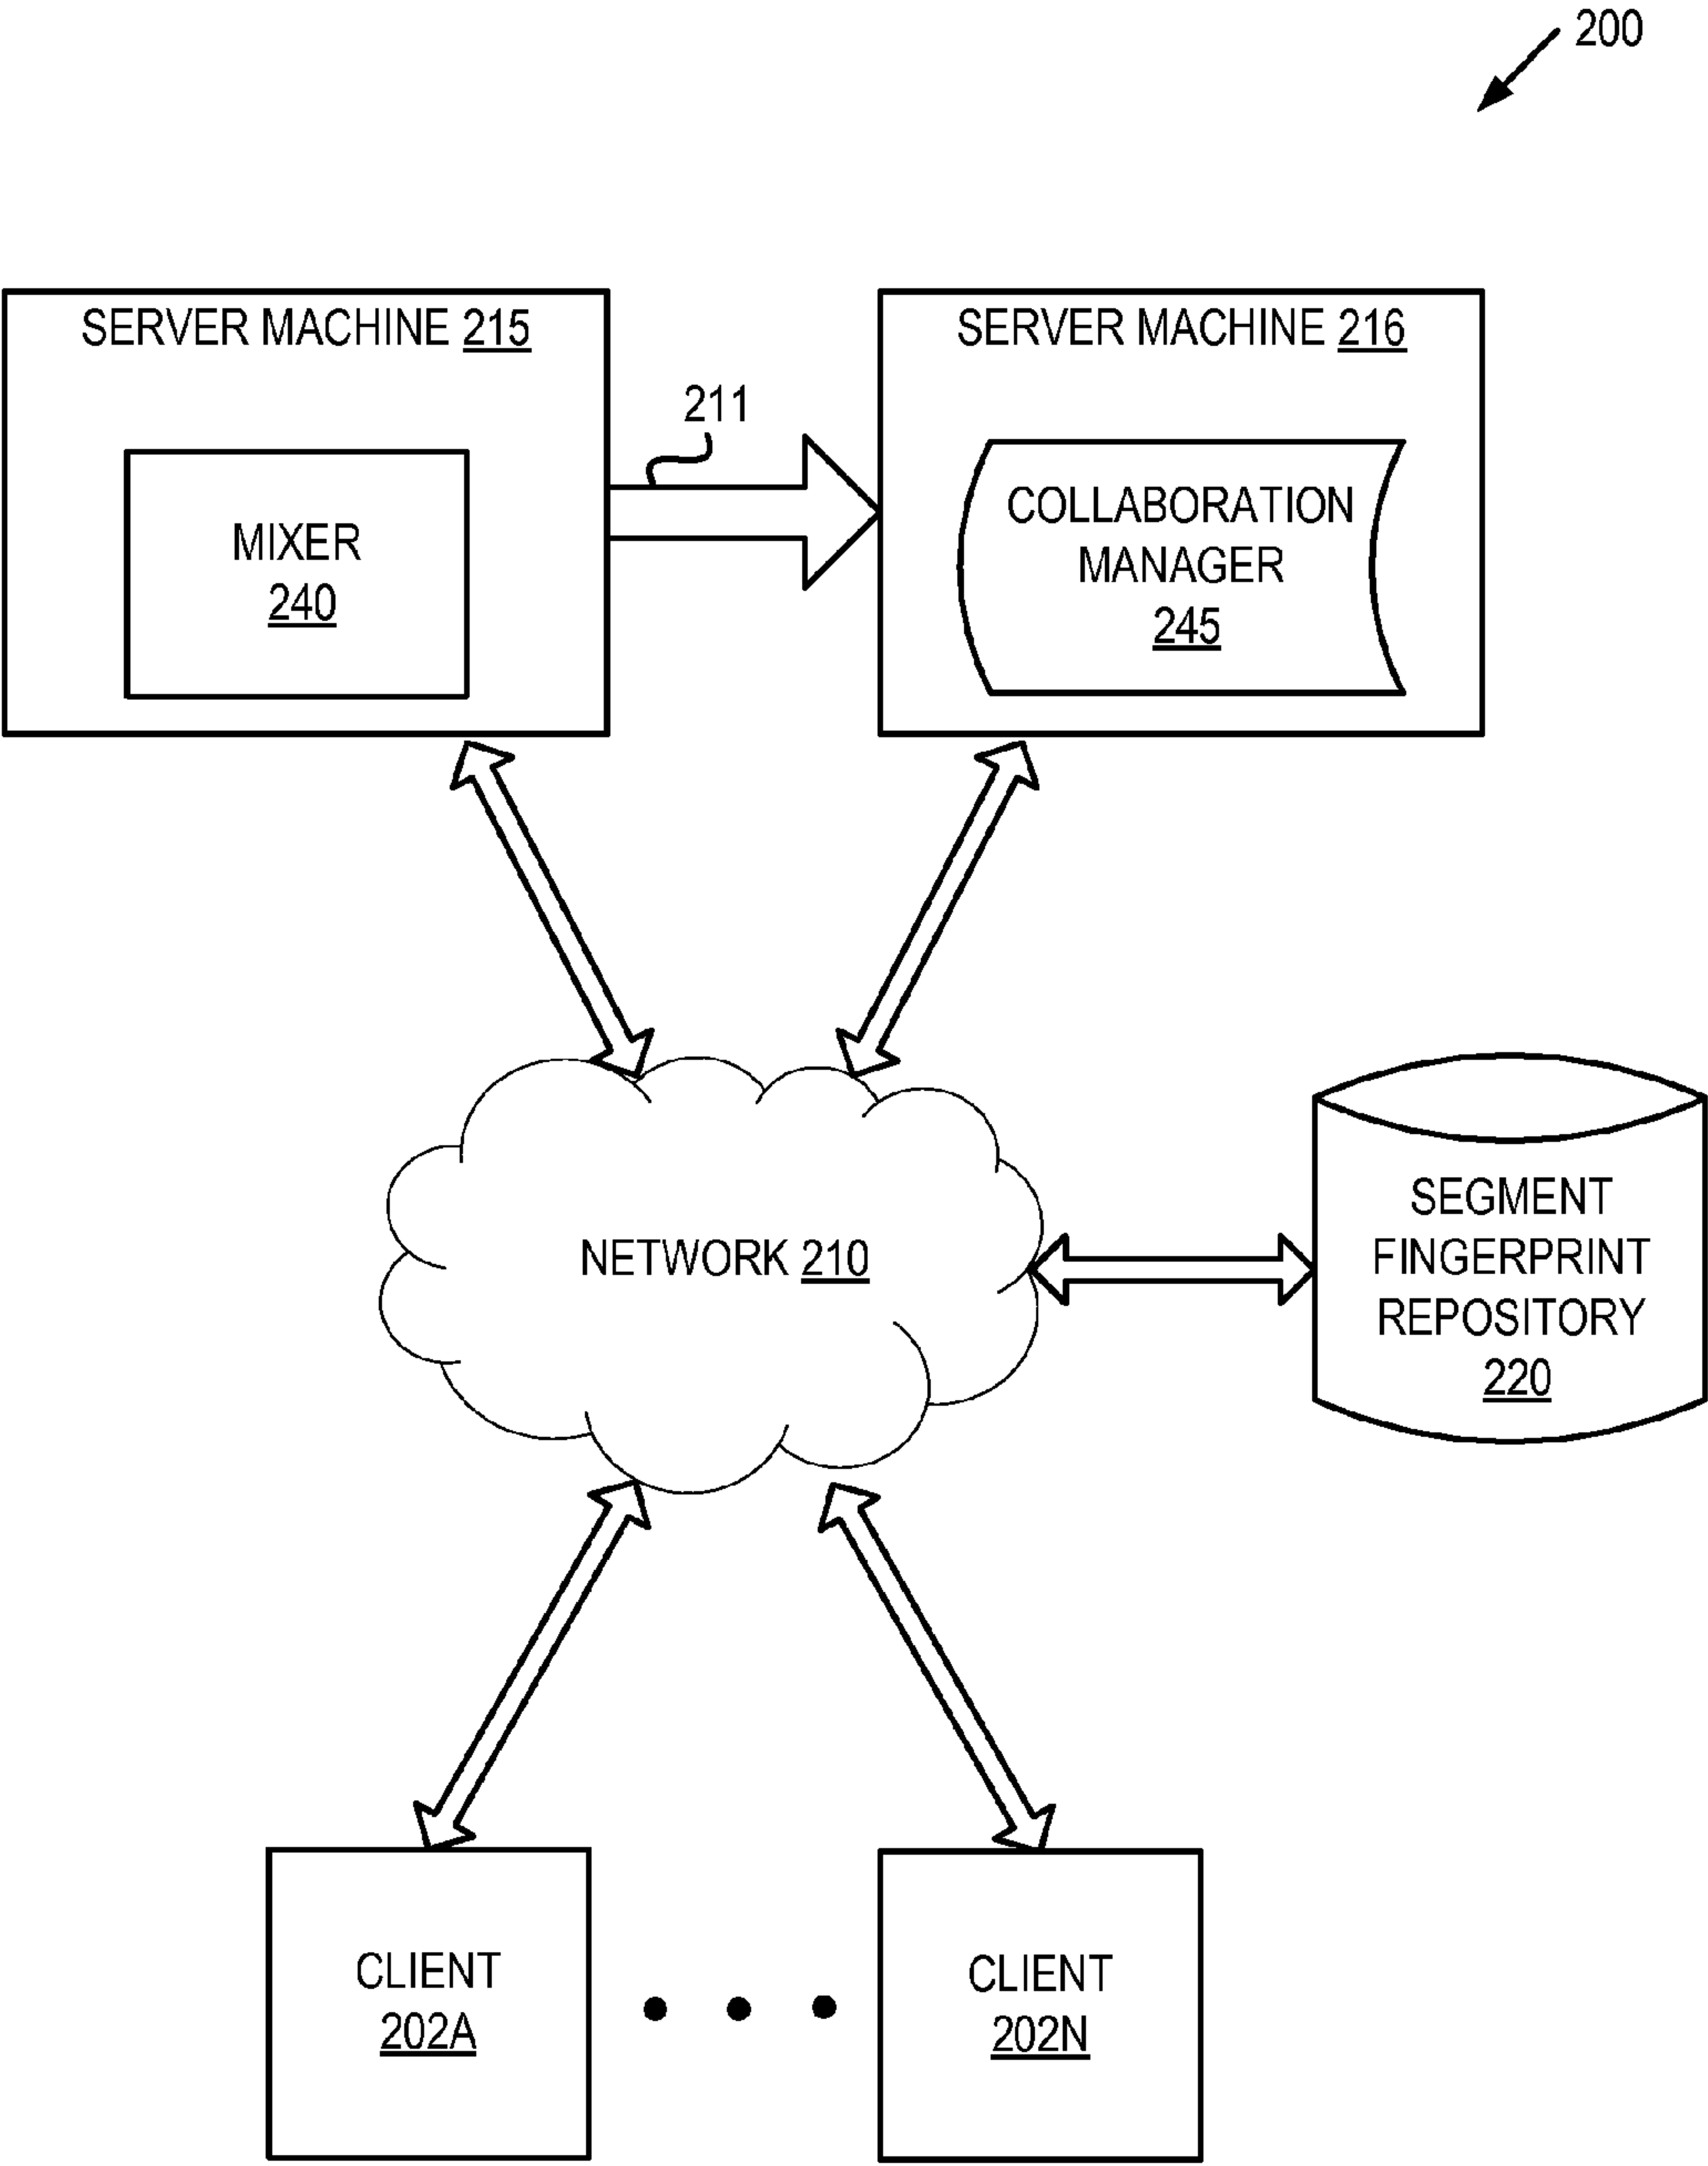 200
SERVER MACHINE 215
SERVER MACHINE 216
211
MIXER
240
COLLABORATION
MANAGER
245
NETWORK 210
SEGMENT
FINGERPRINT
REPOSITORY
220
CLIENT
202A
CLIENT
202N